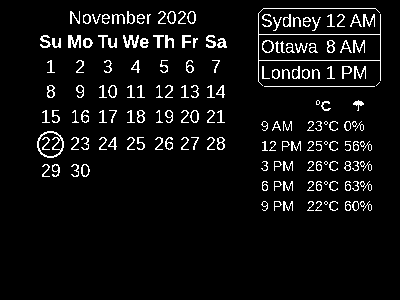 November 2020
Su Mo Tu We Th Fr Sa
1 2 3 4 5 6 7
8 9 10 11 12 13 14
15 16 17 18 19 20 21
22 23 24 25 26 27 28
29 30
Sydney 12 AM
Ottawa 8 AM
London 1 PM
°C
9 AM 23°C 0%
12 PM 25°C 56%
3 PM 26°C 83%
6 PM 26°C 63%
9 PM 22°C 60%